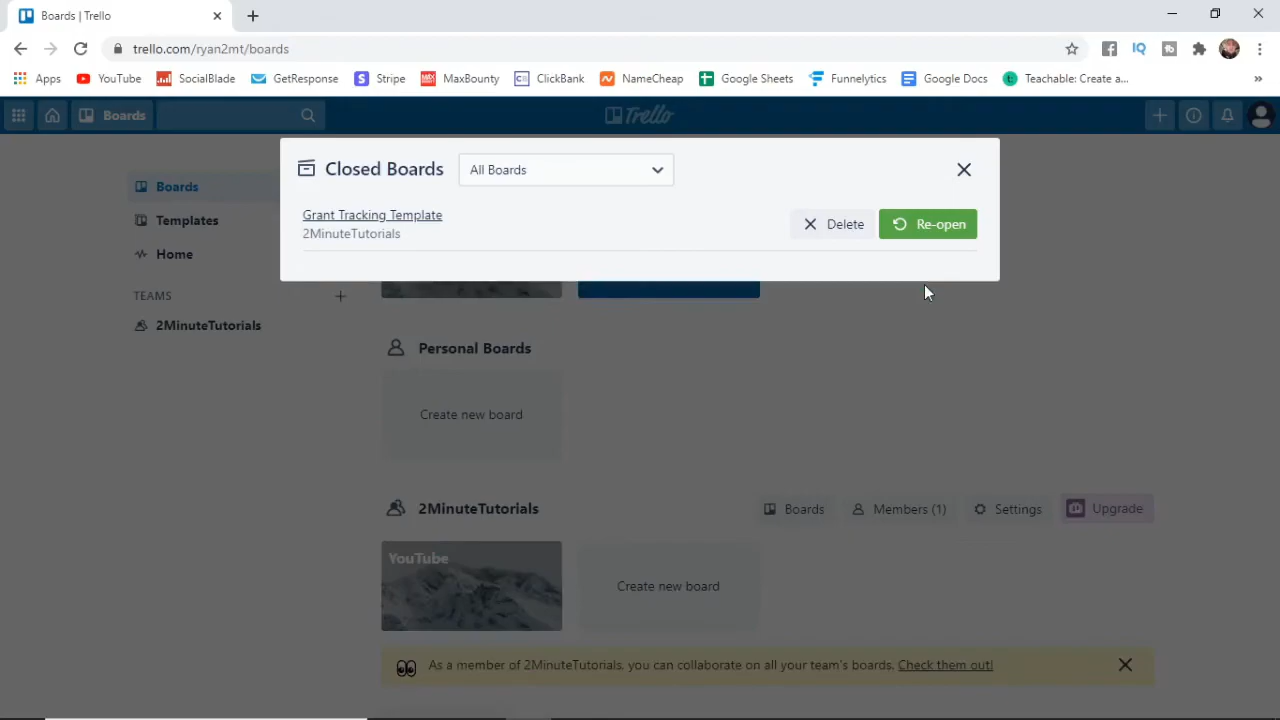 Boards | Trello
trello.com/ryan2mt/boards
Apps YouTube SocialBlade GetResponse Stripe MaxBounty ClickBank NameCheap Google Sheets Funnelytics Google Docs Teachable: Create a... »
Boards Trello
Closed Boards All Boards
Grant Tracking Template
2MinuteTutorials
Delete Re-open
Boards
Templates
Home
TEAMS
2MinuteTutorials
Personal Boards
Create new board
2MinuteTutorials Boards Members (1) Settings Upgrade
YouTube
Create new board
As a member of 2MinuteTutorials, you can collaborate on all your team's boards. Check them out!